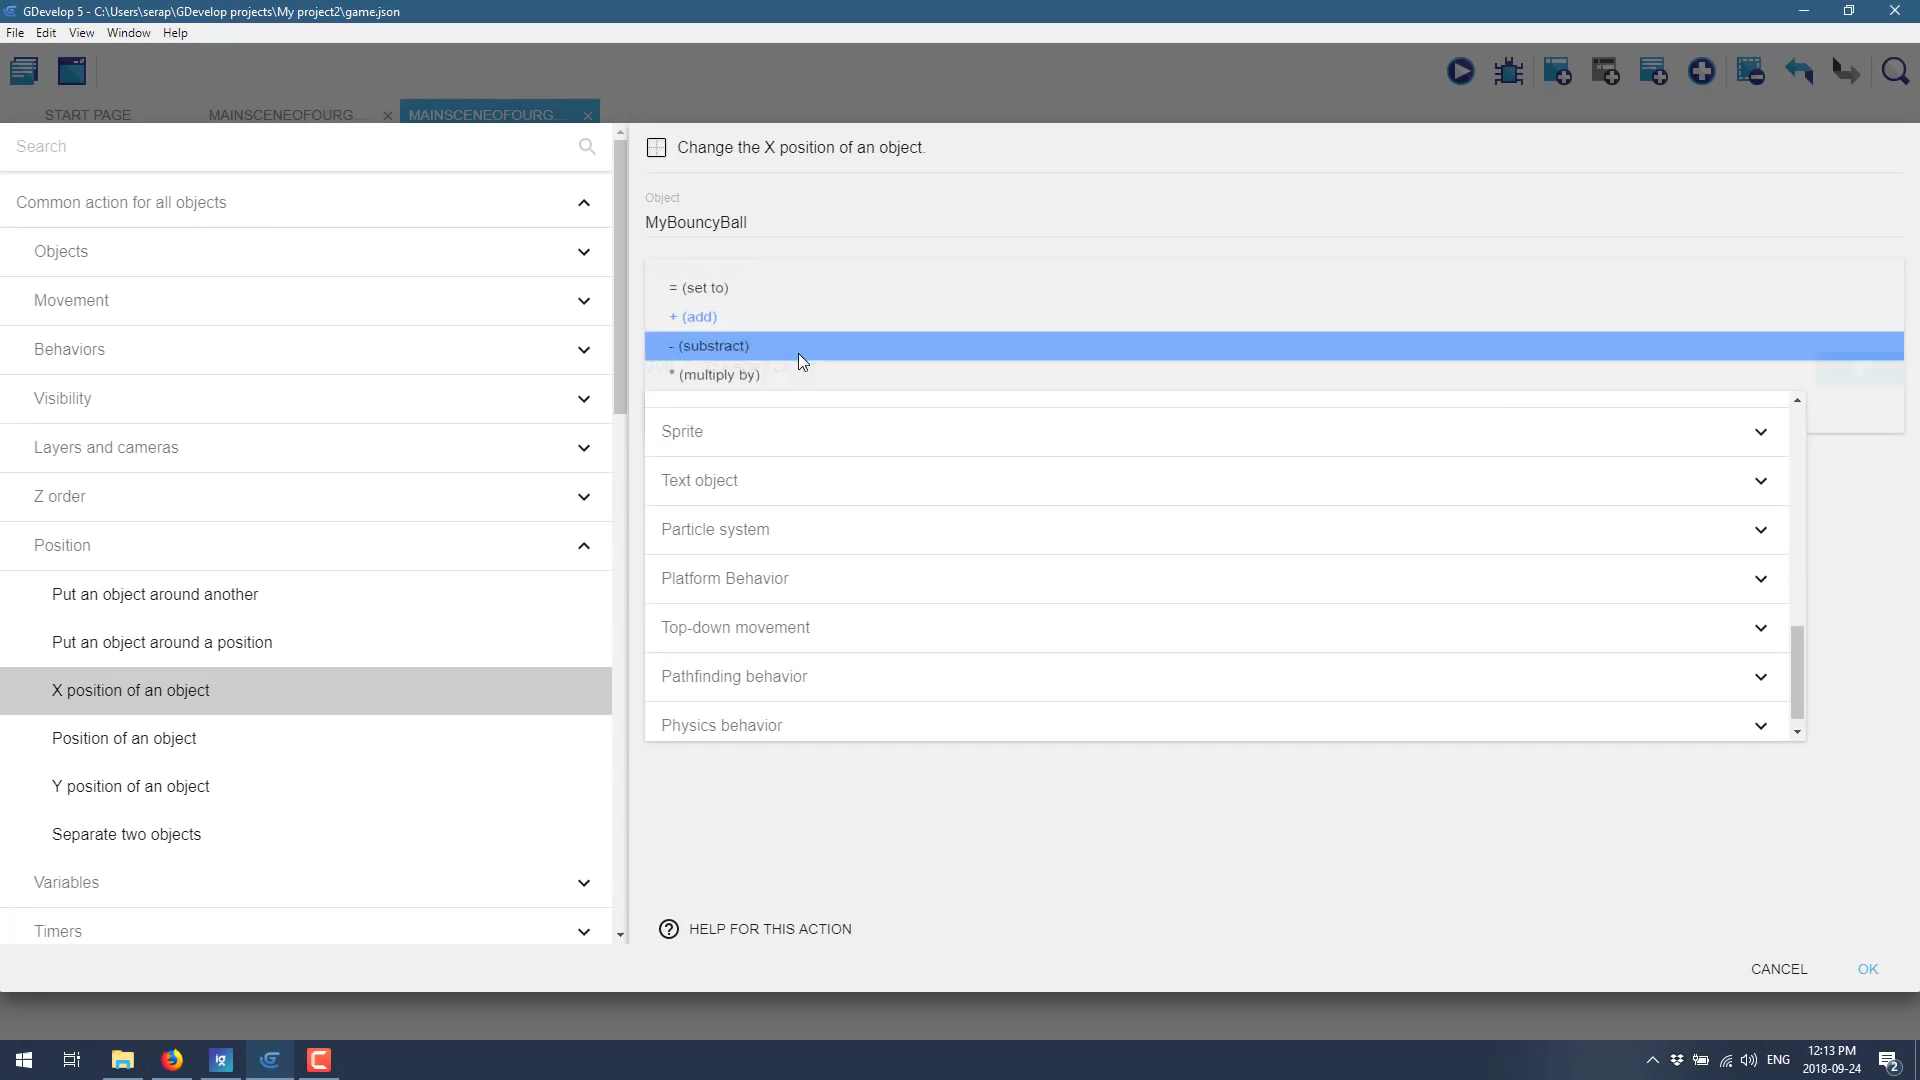 GDevelop 5 - C:\Users\serap\GDevelop projects\My project2\game.json
File Edit View Window Help
START PAGE
MAINSCENEOFOURG...
MAINSCENEOFOURG...
Search
Common action for all objects
Objects
Movement
Behaviors
Visibility
Layers and cameras
Z order
Position
Put an object around another
Put an object around a position
X position of an object
Position of an object
Y position of an object
Separate two objects
Variables
Timers
Change the X position of an object.
Object
MyBouncyBall
= (set to)
+ (add)
- (substract)
* (multiply by)
Sprite
Text object
Particle system
Platform Behavior
Top-down movement
Pathfinding behavior
Physics behavior
HELP FOR THIS ACTION
CANCEL
OK
ENG
12:13 PM
2018-09-24
2